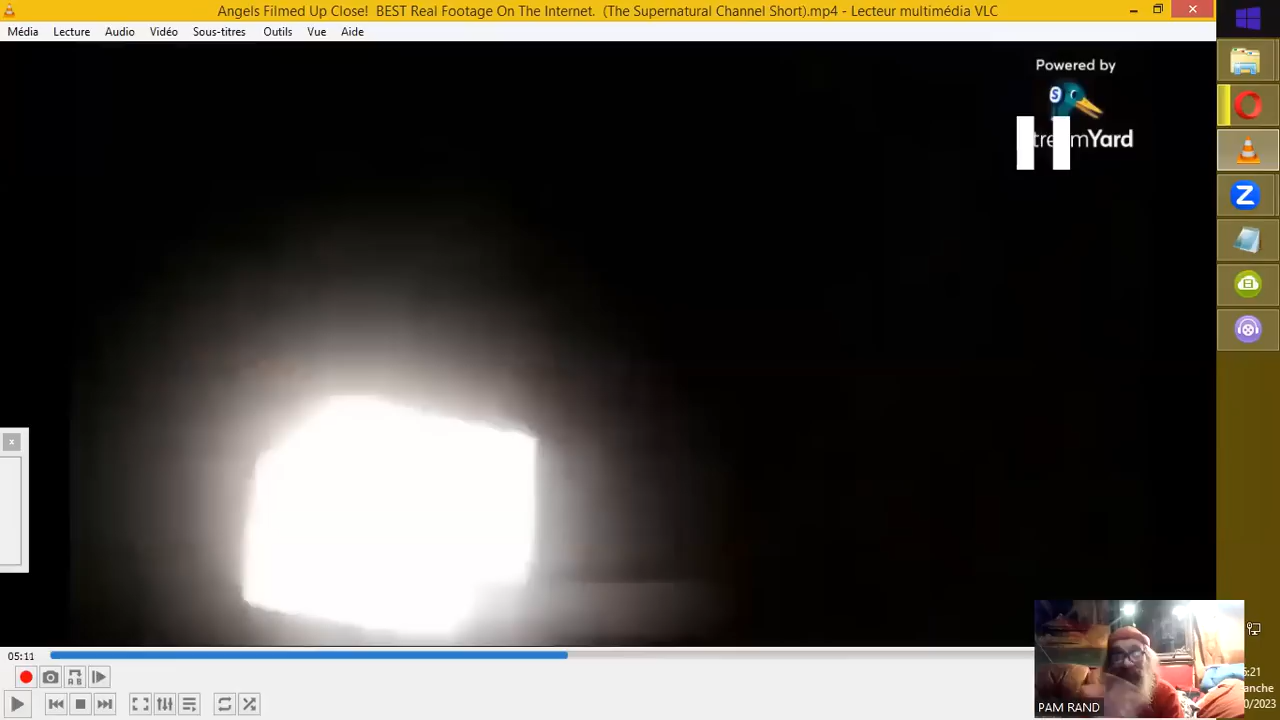 Angels Filmed Up Close!  BEST Real Footage On The Internet.  (The Supernatural Channel Short).mp4 - Lecteur multimédia VLC
Média Lecture Audio Vidéo Sous-titres Outils Vue Aide
Powered by
S
05:11
A B
Z
PAM RAND